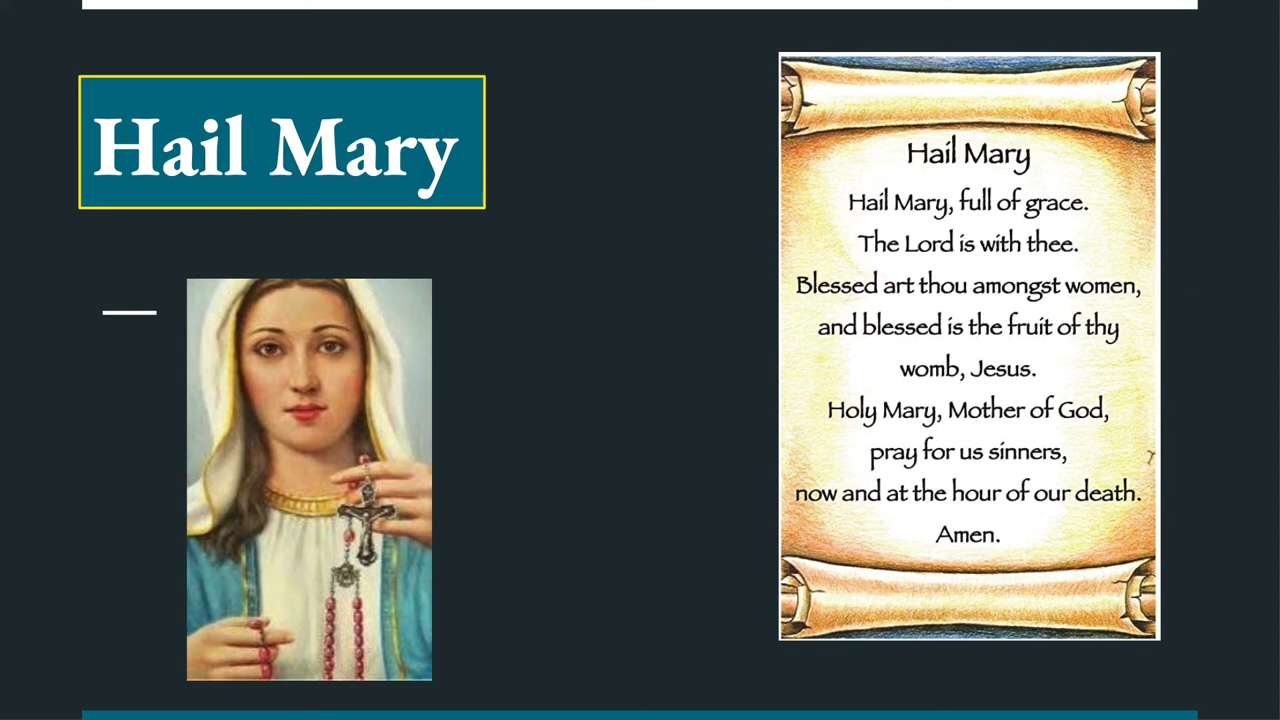 Hail Mary
Hail Mary
Hail Mary, full of grace.
The Lord is with thee.
Blessed art thou amongst women,
and blessed is the fruit of thy
womb, Jesus.
Holy Mary, Mother of God,
pray for us sinners,
now and at the hour of our death.
Amen.